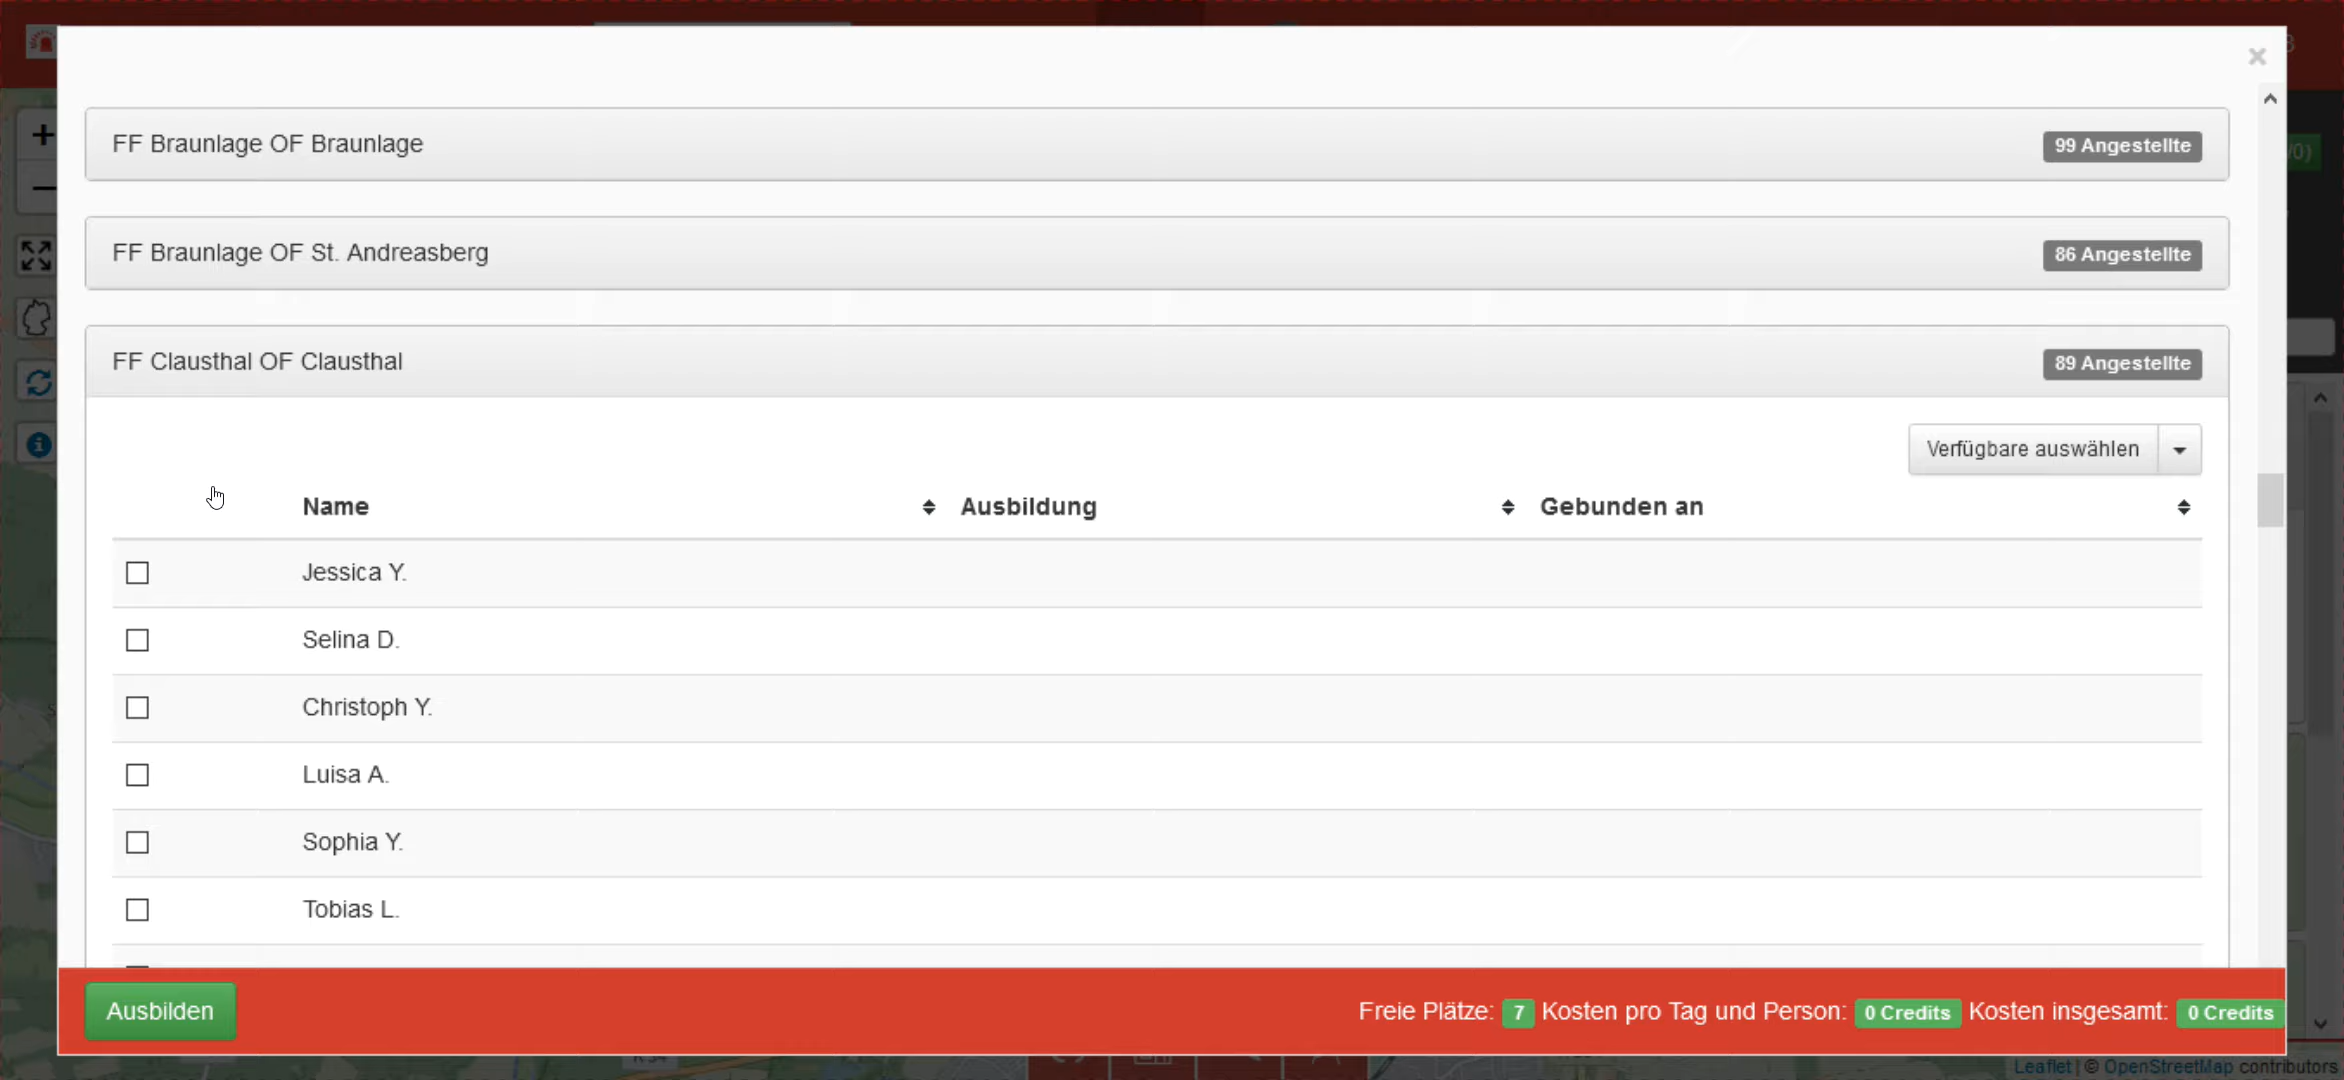 ×
FF Braunlage OF Braunlage 99 Angestellte
FF Braunlage OF St. Andreasberg 86 Angestellte
FF Clausthal OF Clausthal 89 Angestellte
Verfügbare auswählen
Name Ausbildung Gebunden an
Jessica Y.
Selina D.
Christoph Y.
Luisa A.
Sophia Y.
Tobias L.
Ausbilden Freie Plätze: 7 Kosten pro Tag und Person: 0 Credits Kosten insgesamt: 0 Credits
Leaflet | © OpenStreetMap contributors